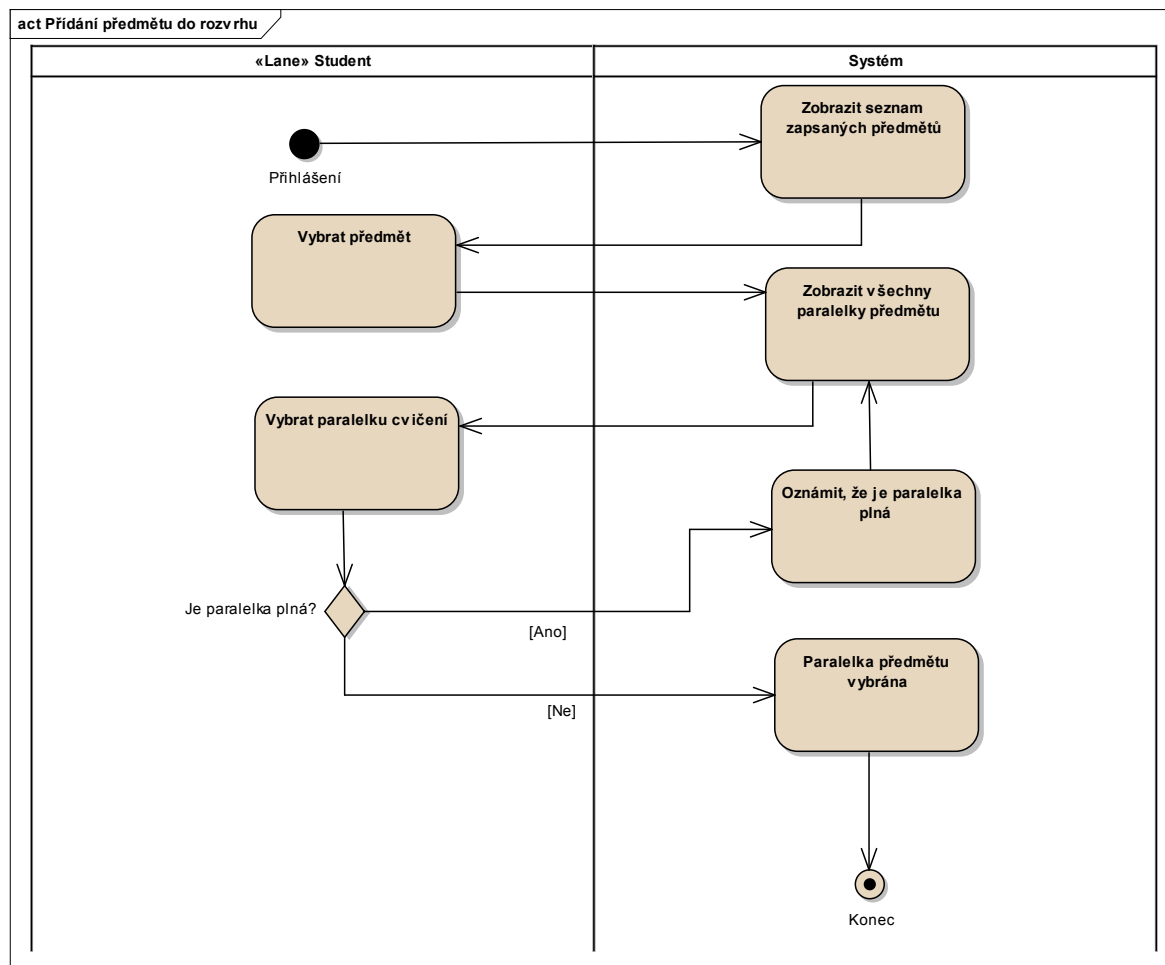 act Přídání předmětu do rozvrhu
«Lane» Student
Systém
Zobrazit seznam
zapsaných předmětů
Přihlášení
Vybrat předmět
Zobrazit všechny
paralelky předmětu
Vybrat paralelku cvičení
Oznámit, že je paralelka
plná
Je paralelka plná?
[Ano]
Paralelka předmětu
vybrána
[Ne]
Konec